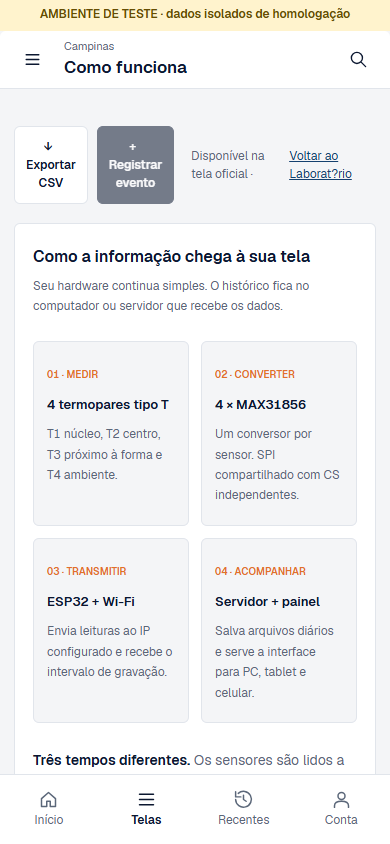 AMBIENTE DE TESTE · dados isolados de homologação
Campinas
Como funciona
↓
Exportar
CSV
+
Registrar
evento
Disponível na
tela oficial ·
Voltar ao
Laborat?rio
Como a informação chega à sua tela
Seu hardware continua simples. O histórico fica no
computador ou servidor que recebe os dados.
01 · MEDIR
4 termopares tipo T
T1 núcleo, T2 centro,
T3 próximo à forma e
T4 ambiente.
02 · CONVERTER
4 × MAX31856
Um conversor por
sensor. SPI
compartilhado com CS
independentes.
03 · TRANSMITIR
ESP32 + Wi-Fi
Envia leituras ao IP
configurado e recebe o
intervalo de gravação.
04 · ACOMPANHAR
Servidor + painel
Salva arquivos diários
e serve a interface
para PC, tablet e
celular.
Três tempos diferentes. Os sensores são lidos a
Início
Telas
Recentes
Conta